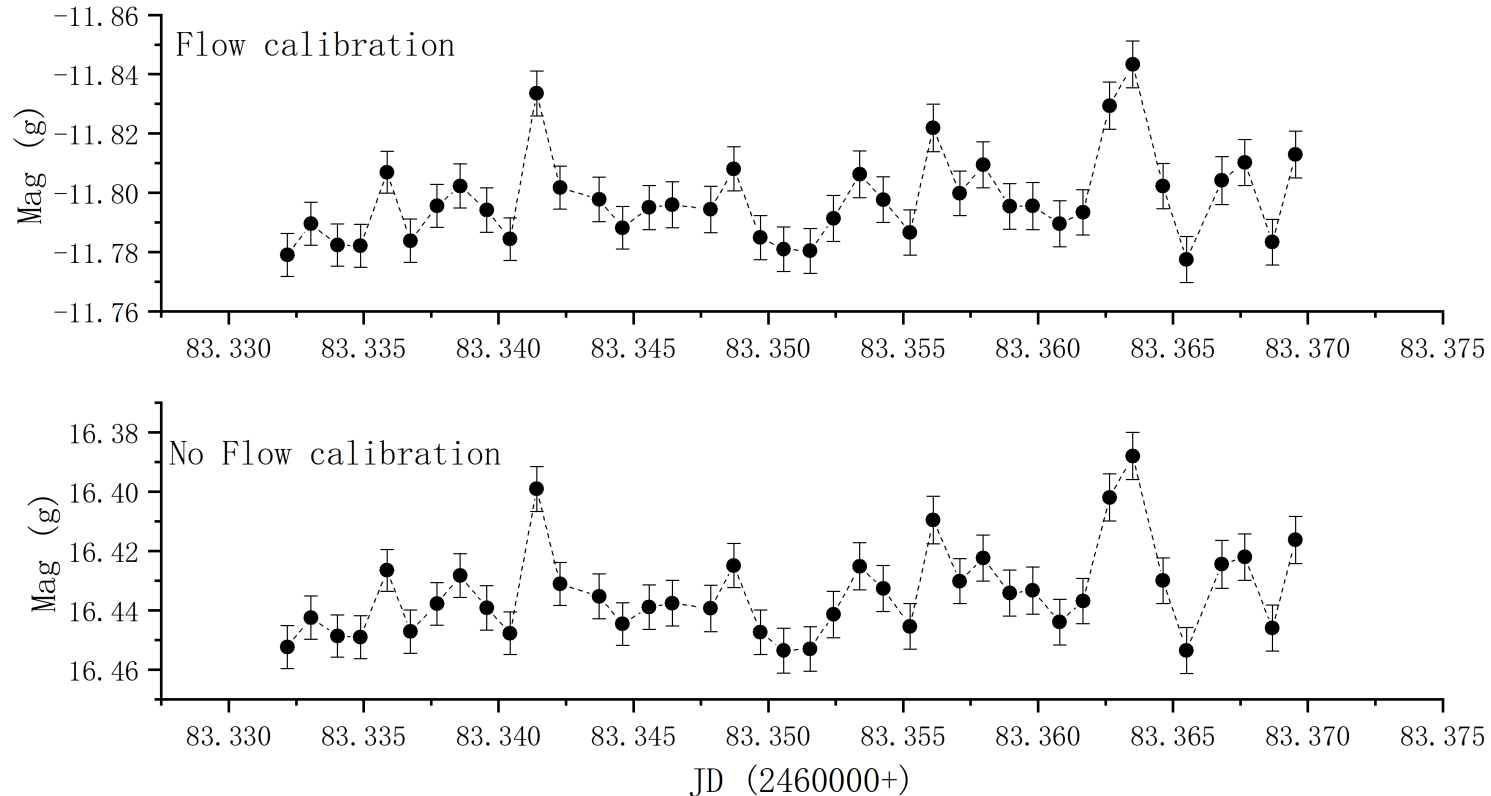 Flow calibration
Mag (g)
-11.86
-11.84
-11.82
-11.80
-11.78
-11.76
83.330 83.335 83.340 83.345 83.350 83.355 83.360 83.365 83.370 83.375
No Flow calibration
Mag (g)
16.38
16.40
16.42
16.44
16.46
83.330 83.335 83.340 83.345 83.350 83.355 83.360 83.365 83.370 83.375
JD (2460000+)